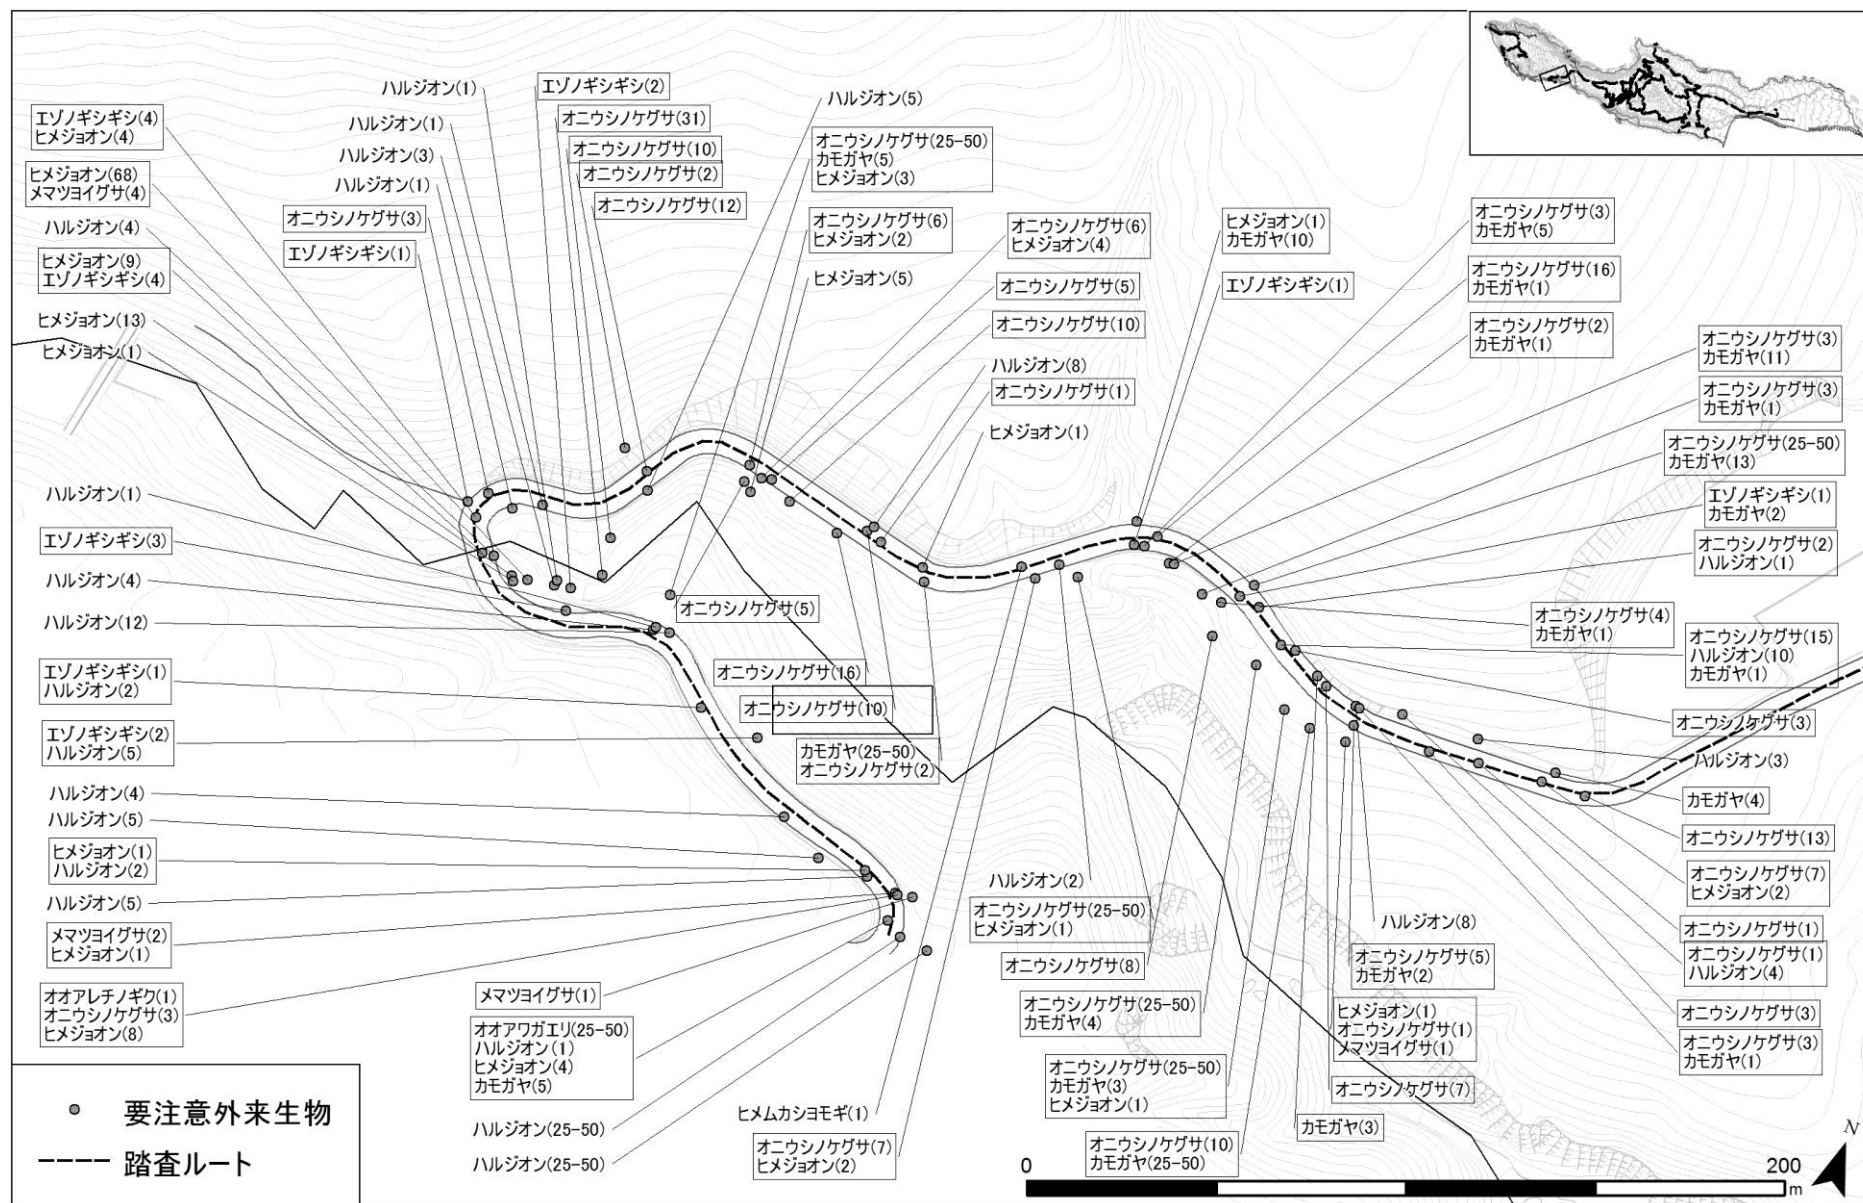 エゾノギシギシ(4)
ヒメジョオン(4)
ヒメジョオン(68)
メマツヨイグサ(4)
ハルジオン(4)
ヒメジョオン(9)
エゾノギシギシ(4)
ヒメジョオン(13)
ヒメジョオン(1)
ハルジオン(1)
ハルジオン(1)
ハルジオン(3)
ハルジオン(1)
オニウシノケグサ(3)
エゾノギシギシ(1)
エゾノギシギシ(2)
オニウシノケグサ(31)
オニウシノケグサ(10)
オニウシノケグサ(2)
オニウシノケグサ(12)
ハルジオン(5)
オニウシノケグサ(25-50)
カモガヤ(5)
ヒメジョオン(3)
オニウシノケグサ(6)
ヒメジョオン(2)
ヒメジョオン(5)
オニウシノケグサ(6)
ヒメジョオン(4)
オニウシノケグサ(5)
オニウシノケグサ(10)
ハルジオン(8)
オニウシノケグサ(1)
ヒメジョオン(1)
ヒメジョオン(1)
カモガヤ(10)
エゾノギシギシ(1)
オニウシノケグサ(3)
カモガヤ(5)
オニウシノケグサ(16)
カモガヤ(1)
オニウシノケグサ(2)
カモガヤ(1)
オニウシノケグサ(3)
カモガヤ(11)
オニウシノケグサ(3)
カモガヤ(1)
オニウシノケグサ(25-50)
カモガヤ(13)
エゾノギシギシ(1)
カモガヤ(2)
オニウシノケグサ(2)
ハルジオン(1)
オニウシノケグサ(4)
カモガヤ(1)
オニウシノケグサ(15)
ハルジオン(10)
カモガヤ(1)
オニウシノケグサ(3)
ハルジオン(3)
カモガヤ(4)
オニウシノケグサ(13)
オニウシノケグサ(7)
ヒメジョオン(2)
オニウシノケグサ(1)
オニウシノケグサ(1)
ハルジオン(4)
オニウシノケグサ(3)
オニウシノケグサ(3)
カモガヤ(1)
ハルジオン(1)
エゾノギシギシ(3)
ハルジオン(4)
ハルジオン(12)
エゾノギシギシ(1)
ハルジオン(2)
エゾノギシギシ(2)
ハルジオン(5)
ハルジオン(4)
ハルジオン(5)
ヒメジョオン(1)
ハルジオン(2)
ハルジオン(5)
メマツヨイグサ(2)
ヒメジョオン(1)
オオアレチノギク(1)
オニウシノケグサ(3)
ヒメジョオン(8)
オニウシノケグサ(5)
オニウシノケグサ(16)
オニウシノケグサ(10)
カモガヤ(25-50)
オニウシノケグサ(2)
メマツヨイグサ(1)
オオアワガエリ(25-50)
ハルジオン(1)
ヒメジョオン(4)
カモガヤ(5)
ハルジオン(25-50)
ハルジオン(25-50)
ヒメムカシヨモギ(1)
オニウシノケグサ(7)
ヒメジョオン(2)
ハルジオン(2)
オニウシノケグサ(25-50)
ヒメジョオン(1)
オニウシノケグサ(8)
オニウシノケグサ(25-50)
カモガヤ(4)
オニウシノケグサ(25-50)
カモガヤ(3)
ヒメジョオン(1)
オニウシノケグサ(10)
カモガヤ(25-50)
ハルジオン(8)
オニウシノケグサ(5)
カモガヤ(2)
ヒメジョオン(1)
オニウシノケグサ(1)
メマツヨイグサ(1)
オニウシノケグサ(7)
カモガヤ(3)
要注意外来生物
踏査ルート
0
200
m
N